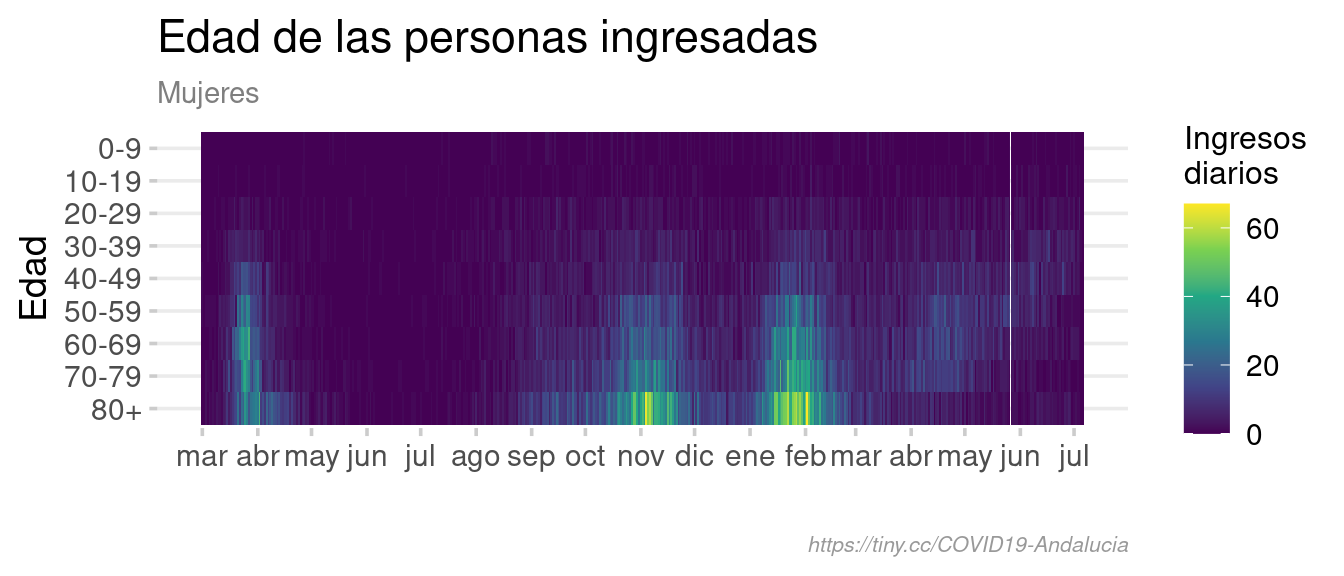 Edad de las personas ingresadas
Mujeres
Edad
0-9
10-19
20-29
30-39
40-49
50-59
60-69
70-79
80+
mar abr may jun jul ago sep oct nov dic ene feb mar abr may jun jul
Ingresos
diarios
60
40
20
0
https://tiny.cc/COVID19-Andalucia